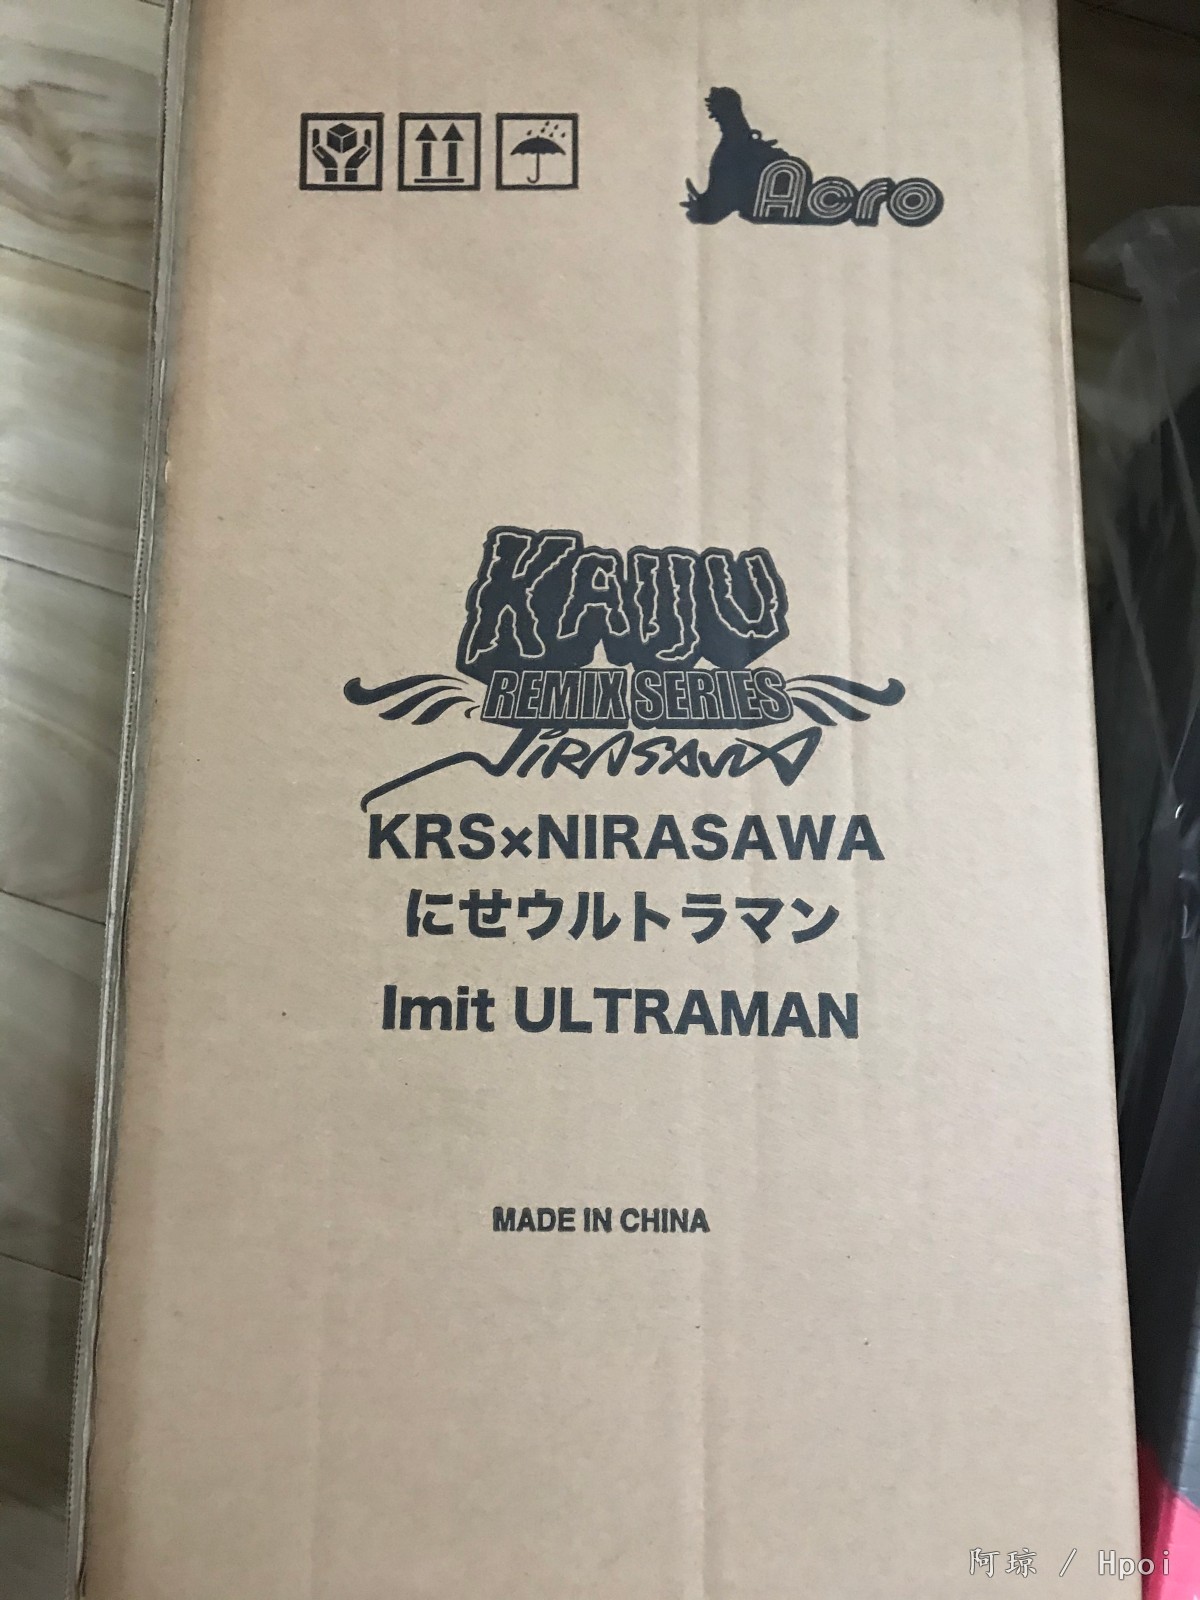 Acro
KAIJU
REMIX SERIES
NIRASAWA
KRS×NIRASAWA
にせウルトラマン
Imit ULTRAMAN
MADE IN CHINA
阿琼 / Hpoi